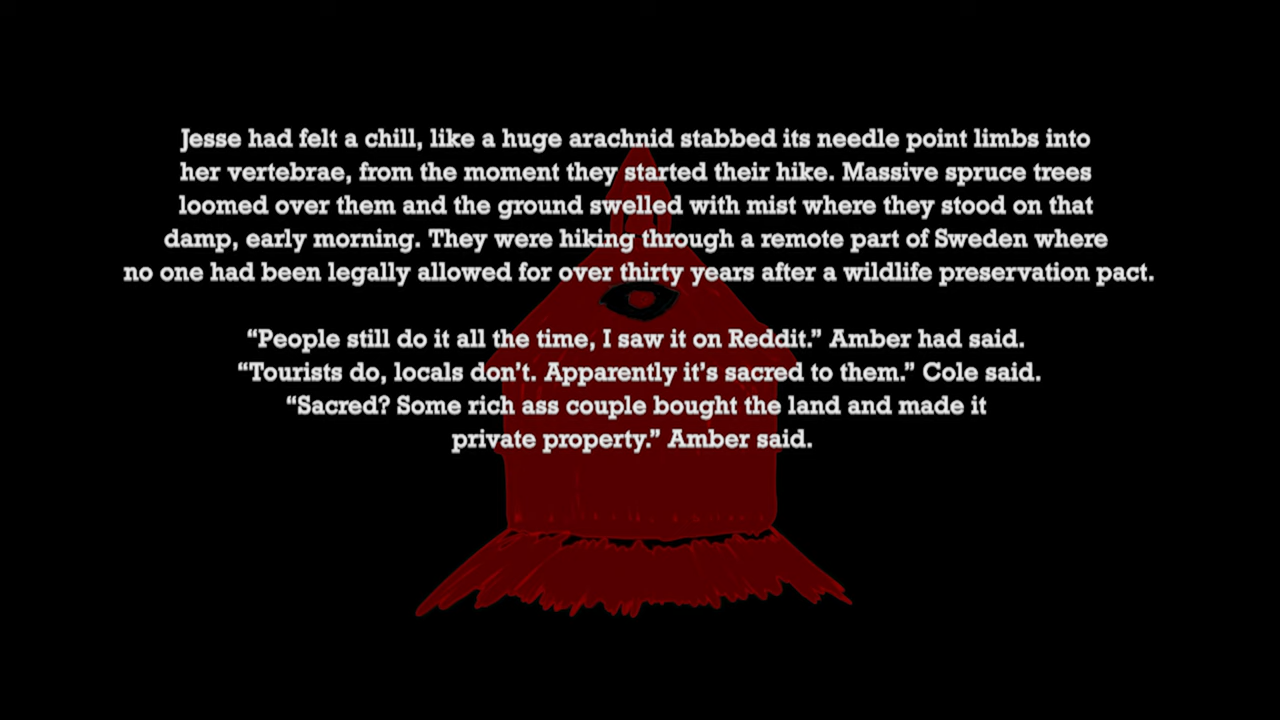 Jesse had felt a chill, like a huge arachnid stabbed its needle point limbs into
her vertebrae, from the moment they started their hike. Massive spruce trees
loomed over them and the ground swelled with mist where they stood on that
damp, early morning. They were hiking through a remote part of Sweden where
no one had been legally allowed for over thirty years after a wildlife preservation pact.
“People still do it all the time, I saw it on Reddit.” Amber had said.
“Tourists do, locals don’t. Apparently it’s sacred to them.” Cole said.
“Sacred? Some rich ass couple bought the land and made it
private property.” Amber said.